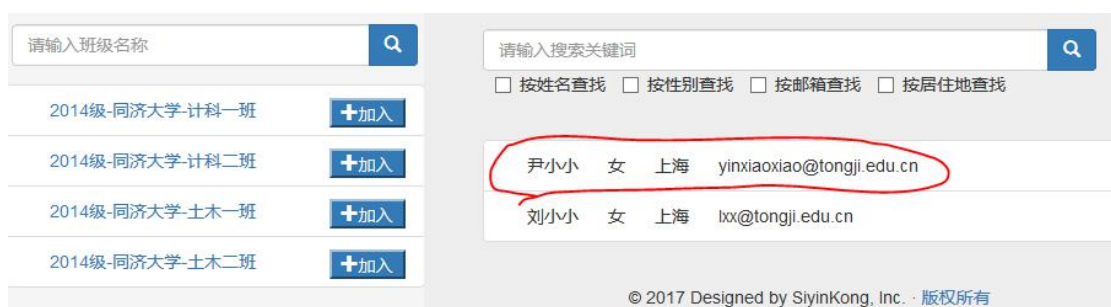 请输入班级名称
2014级-同济大学-计科一班 加入
2014级-同济大学-计科二班 加入
2014级-同济大学-土木一班 加入
2014级-同济大学-土木二班 加入
请输入搜索关键词
按姓名查找 按性别查找 按邮箱查找 按居住地查找
尹小小 女 上海 yinxiaoxiao@tongji.edu.cn
刘小小 女 上海 lxx@tongji.edu.cn
© 2017 Designed by SiyinKong, Inc. · 版权所有